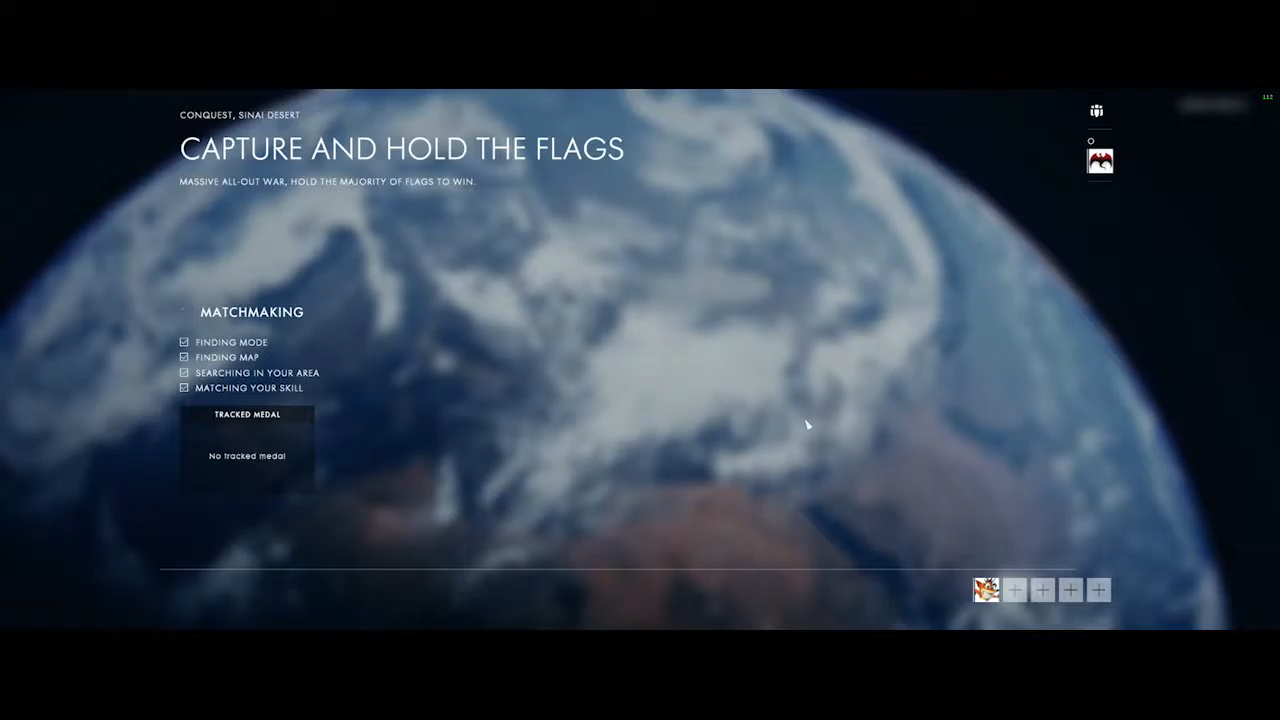 CONQUEST, SINAI DESERT
112
CAPTURE AND HOLD THE FLAGS
MASSIVE ALL-OUT WAR, HOLD THE MAJORITY OF FLAGS TO WIN.
MATCHMAKING
FINDING MODE
FINDING MAP
SEARCHING IN YOUR AREA
MATCHING YOUR SKILL
TRACKED MEDAL
No tracked medal